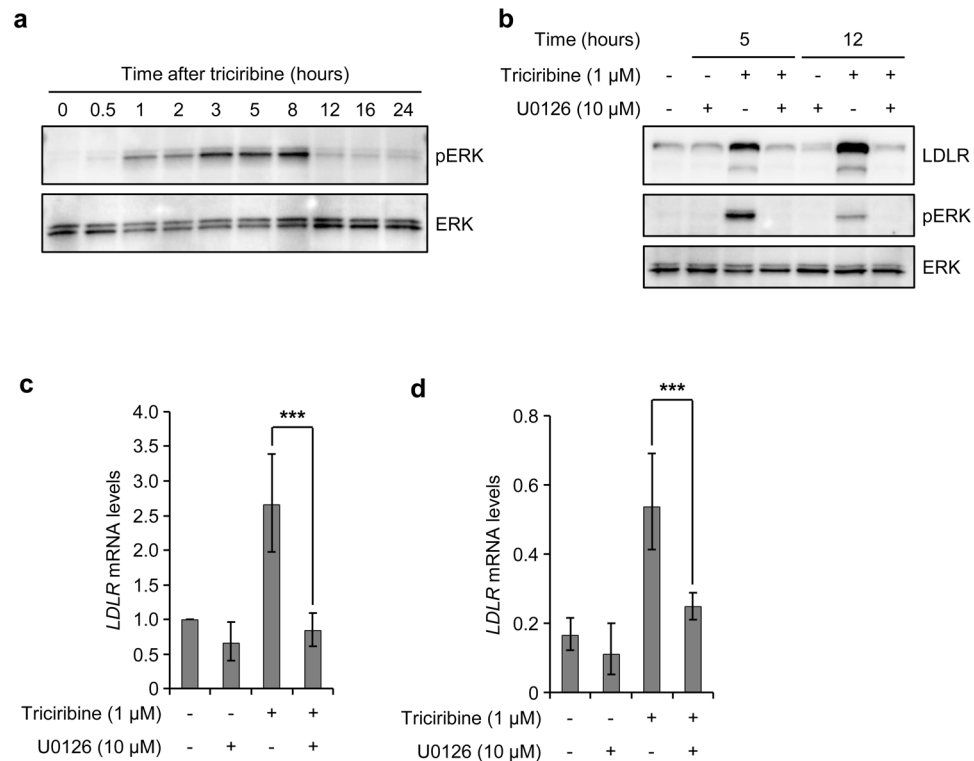 a
Time after triciribine (hours)
0 0.5 1 2 3 5 8 12 16 24
pERK
ERK
b
Time (hours) 5 12
Triciribine (1 µM) - - + + - + +
U0126 (10 µM) - + - + + - +
LDLR
pERK
ERK
c
LDLR mRNA levels
4.0
3.5
3.0
2.5
2.0
1.5
1.0
0.5
0
***
Triciribine (1 µM) - - + +
U0126 (10 µM) - + - +
d
LDLR mRNA levels
0.8
0.6
0.4
0.2
0
***
Triciribine (1 µM) - - + +
U0126 (10 µM) - + - +